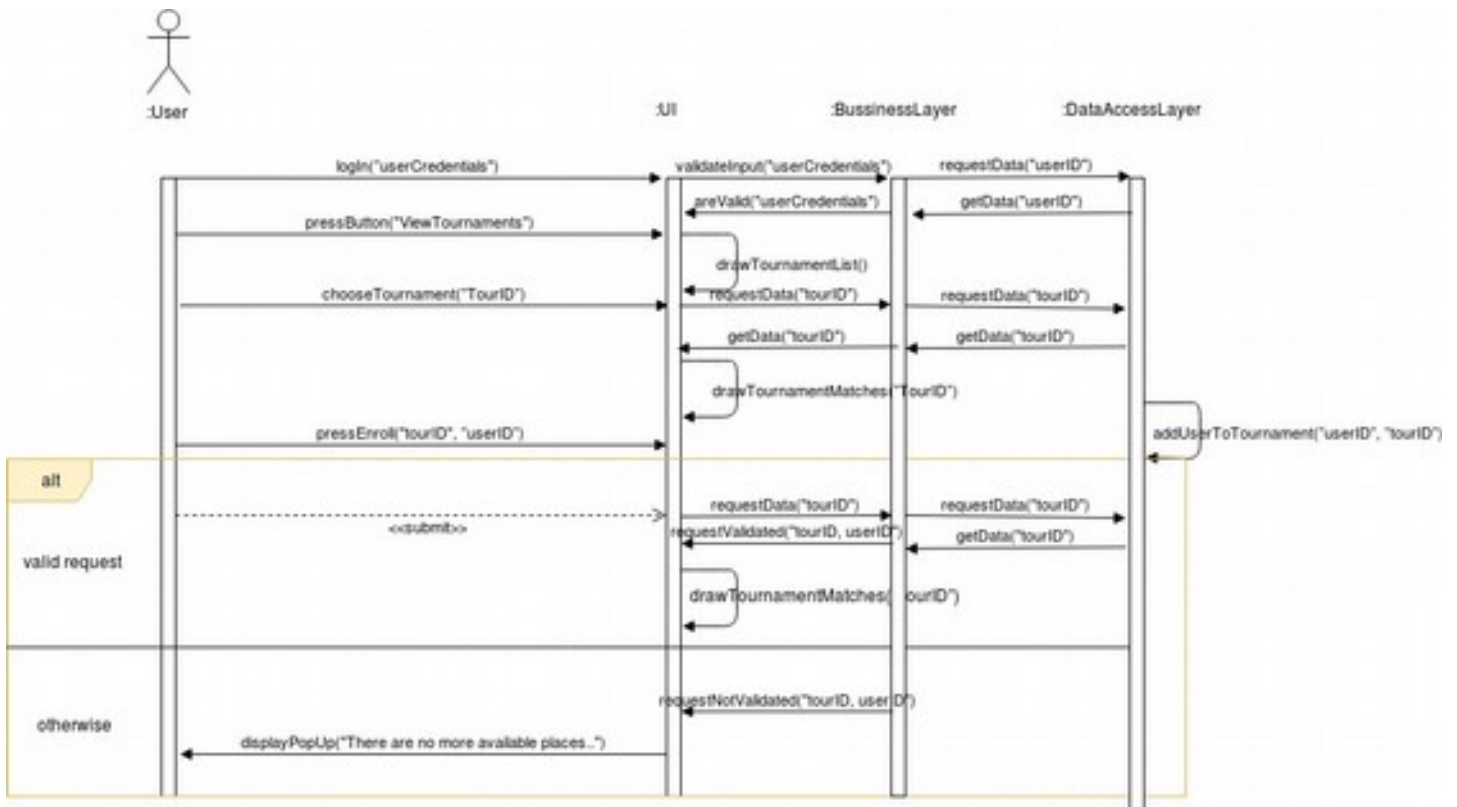 :User
:UI
:BussinessLayer
:DataAccessLayer
logIn("userCredentials")
validateInput("userCredentials")
requestData("userID")
areValid("userCredentials")
getData("userID")
pressButton("ViewTournaments")
drawTournamentList()
chooseTournament("TourID")
requestData("tourID")
requestData("tourID")
getData("tourID")
getData("tourID")
drawTournamentMatches("TourID")
pressEnroll("tourID", "userID")
addUserToTournament("userID", "tourID")
alt
requestData("tourID")
requestData("tourID")
<<submit>>
requestValidated("tourID, userID")
getData("tourID")
valid request
drawTournamentMatches("TourID")
requestNotValidated("tourID, userID")
otherwise
displayPopUp("There are no more available places..")